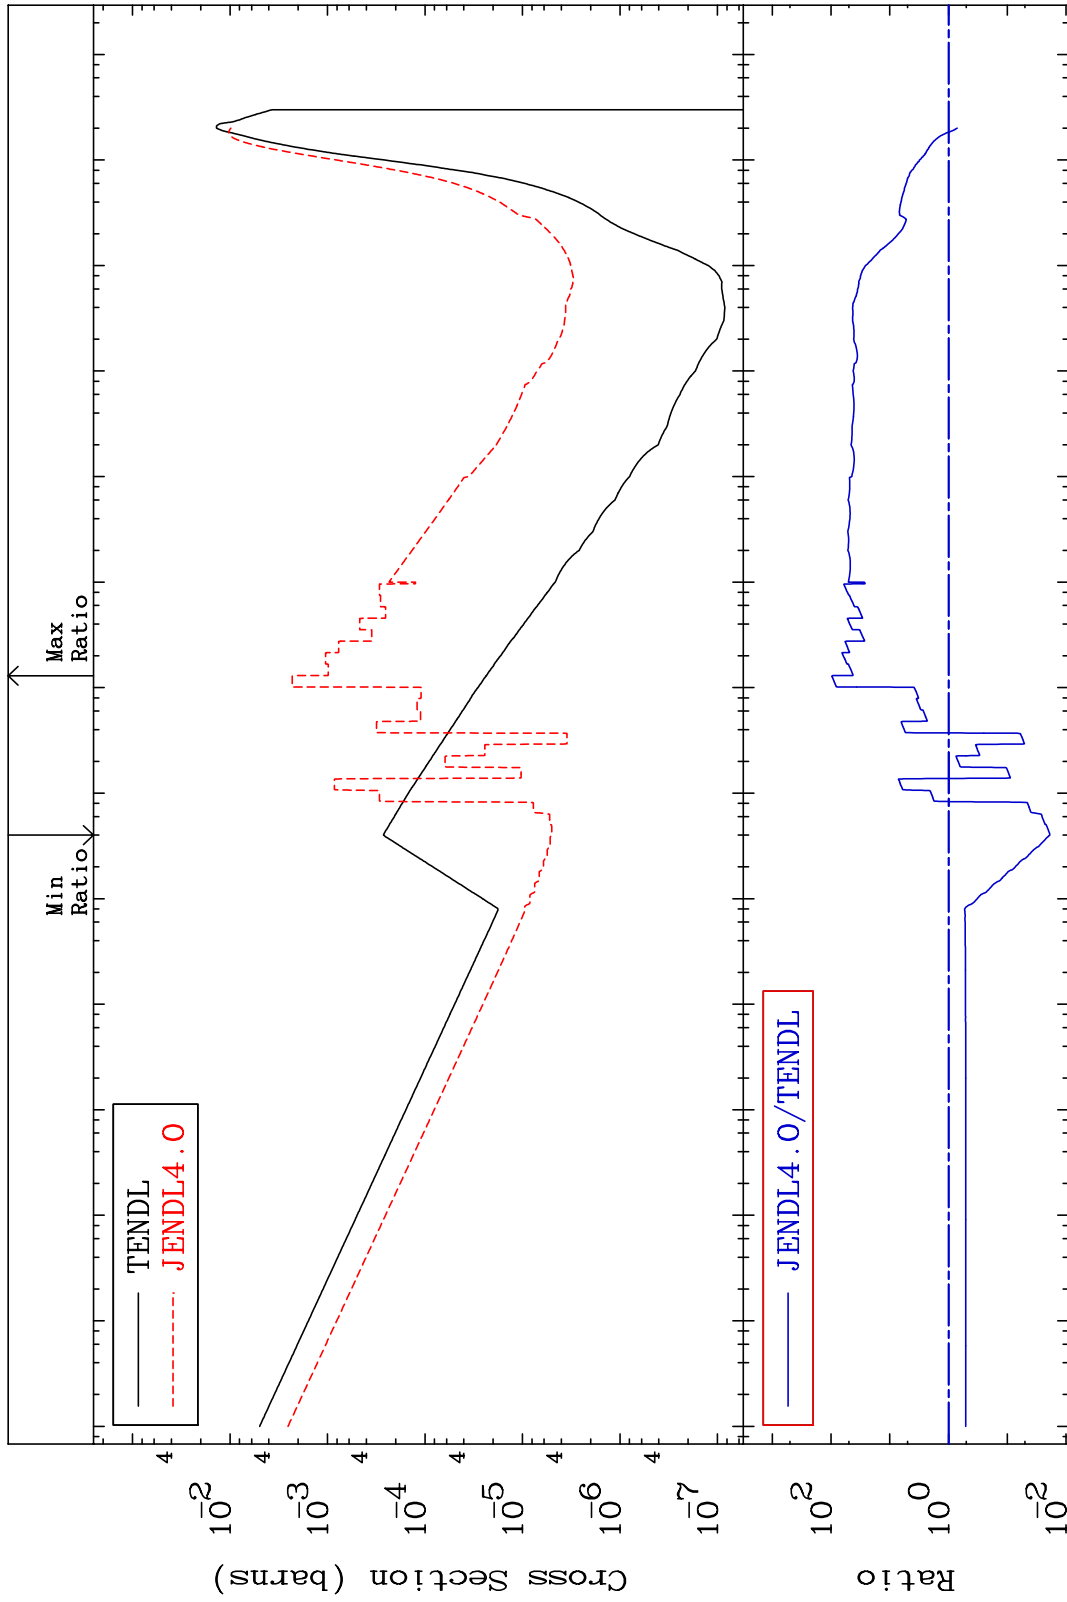 Min
Ratio
Max
Ratio
TENDL
JENDL4.0
Cross Section (barns)
4
10-2
4
10-3
4
10-4
4
10-5
4
10-6
4
10-7
JENDL4.0/TENDL
Ratio
10 2
10 0
10-2